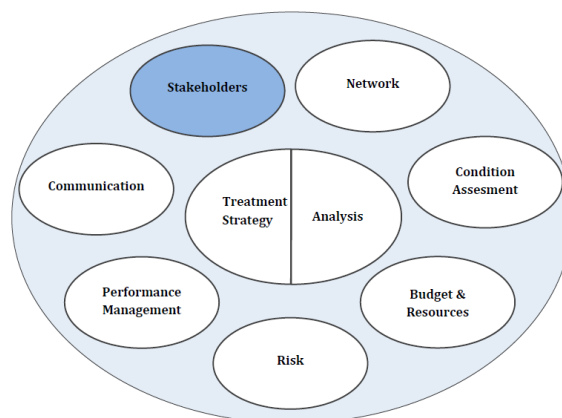 Stakeholders
Network
Communication
Condition
Assesment
Treatment
Strategy
Analysis
Performance
Management
Budget &
Resources
Risk